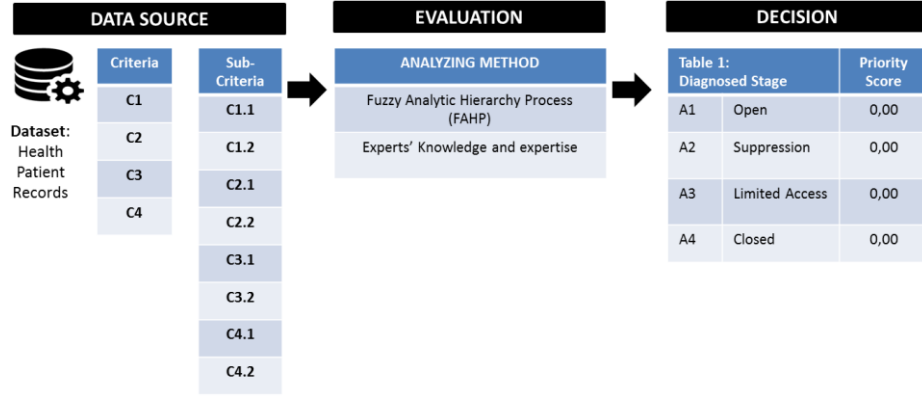 DATA SOURCE
Dataset:
Health
Patient
Records
Criteria
C1
C2
C3
C4
Sub-
Criteria
C1.1
C1.2
C2.1
C2.2
C3.1
C3.2
C4.1
C4.2
EVALUATION
ANALYZING METHOD
Fuzzy Analytic Hierarchy Process
(FAHP)
Experts' Knowledge and expertise
DECISION
Table 1:
Diagnosed Stage
Priority
Score
A1 Open 0,00
A2 Suppression 0,00
A3 Limited Access 0,00
A4 Closed 0,00